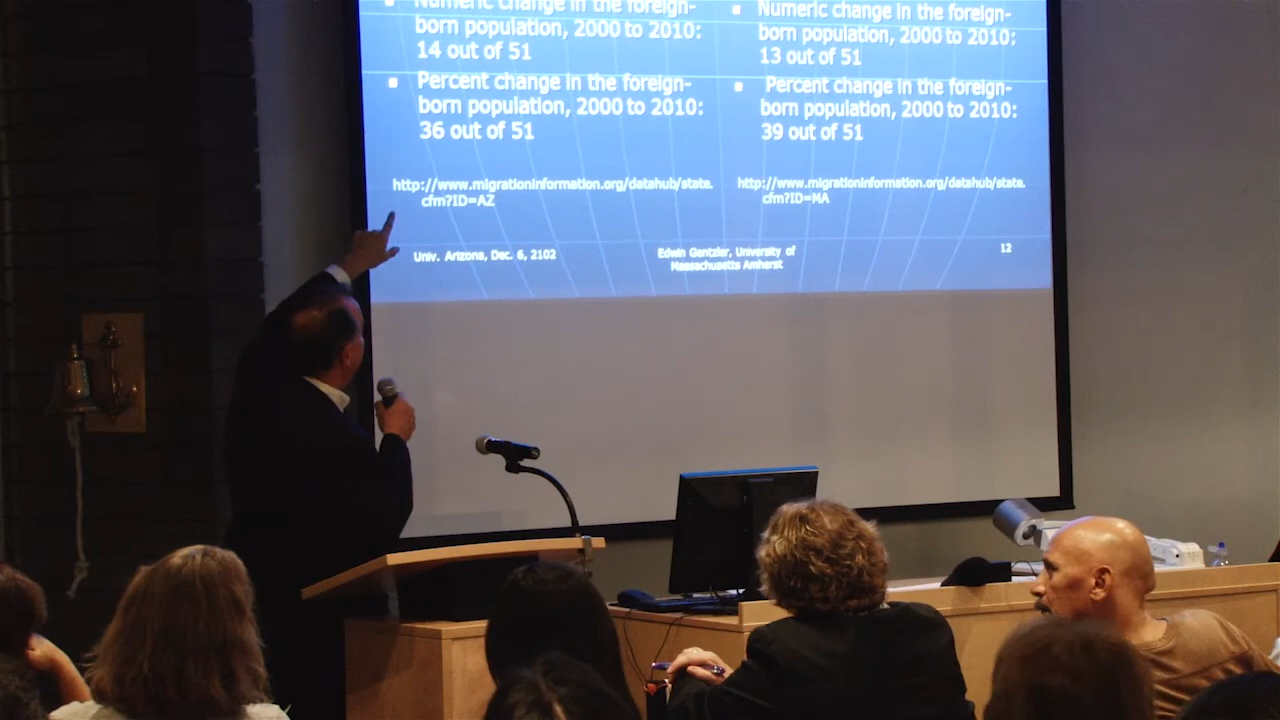 Numeric change in the foreign-
born population, 2000 to 2010:
14 out of 51
Percent change in the foreign-
born population, 2000 to 2010:
36 out of 51
http://www.migrationinformation.org/datahub/state.
cfm?ID=AZ
Numeric change in the foreign-
born population, 2000 to 2010:
13 out of 51
Percent change in the foreign-
born population, 2000 to 2010:
39 out of 51
http://www.migrationinformation.org/datahub/state.
cfm?ID=MA
Univ. Arizona, Dec. 6, 2102
Edwin Gentzler, University of
Massachusetts Amherst
12